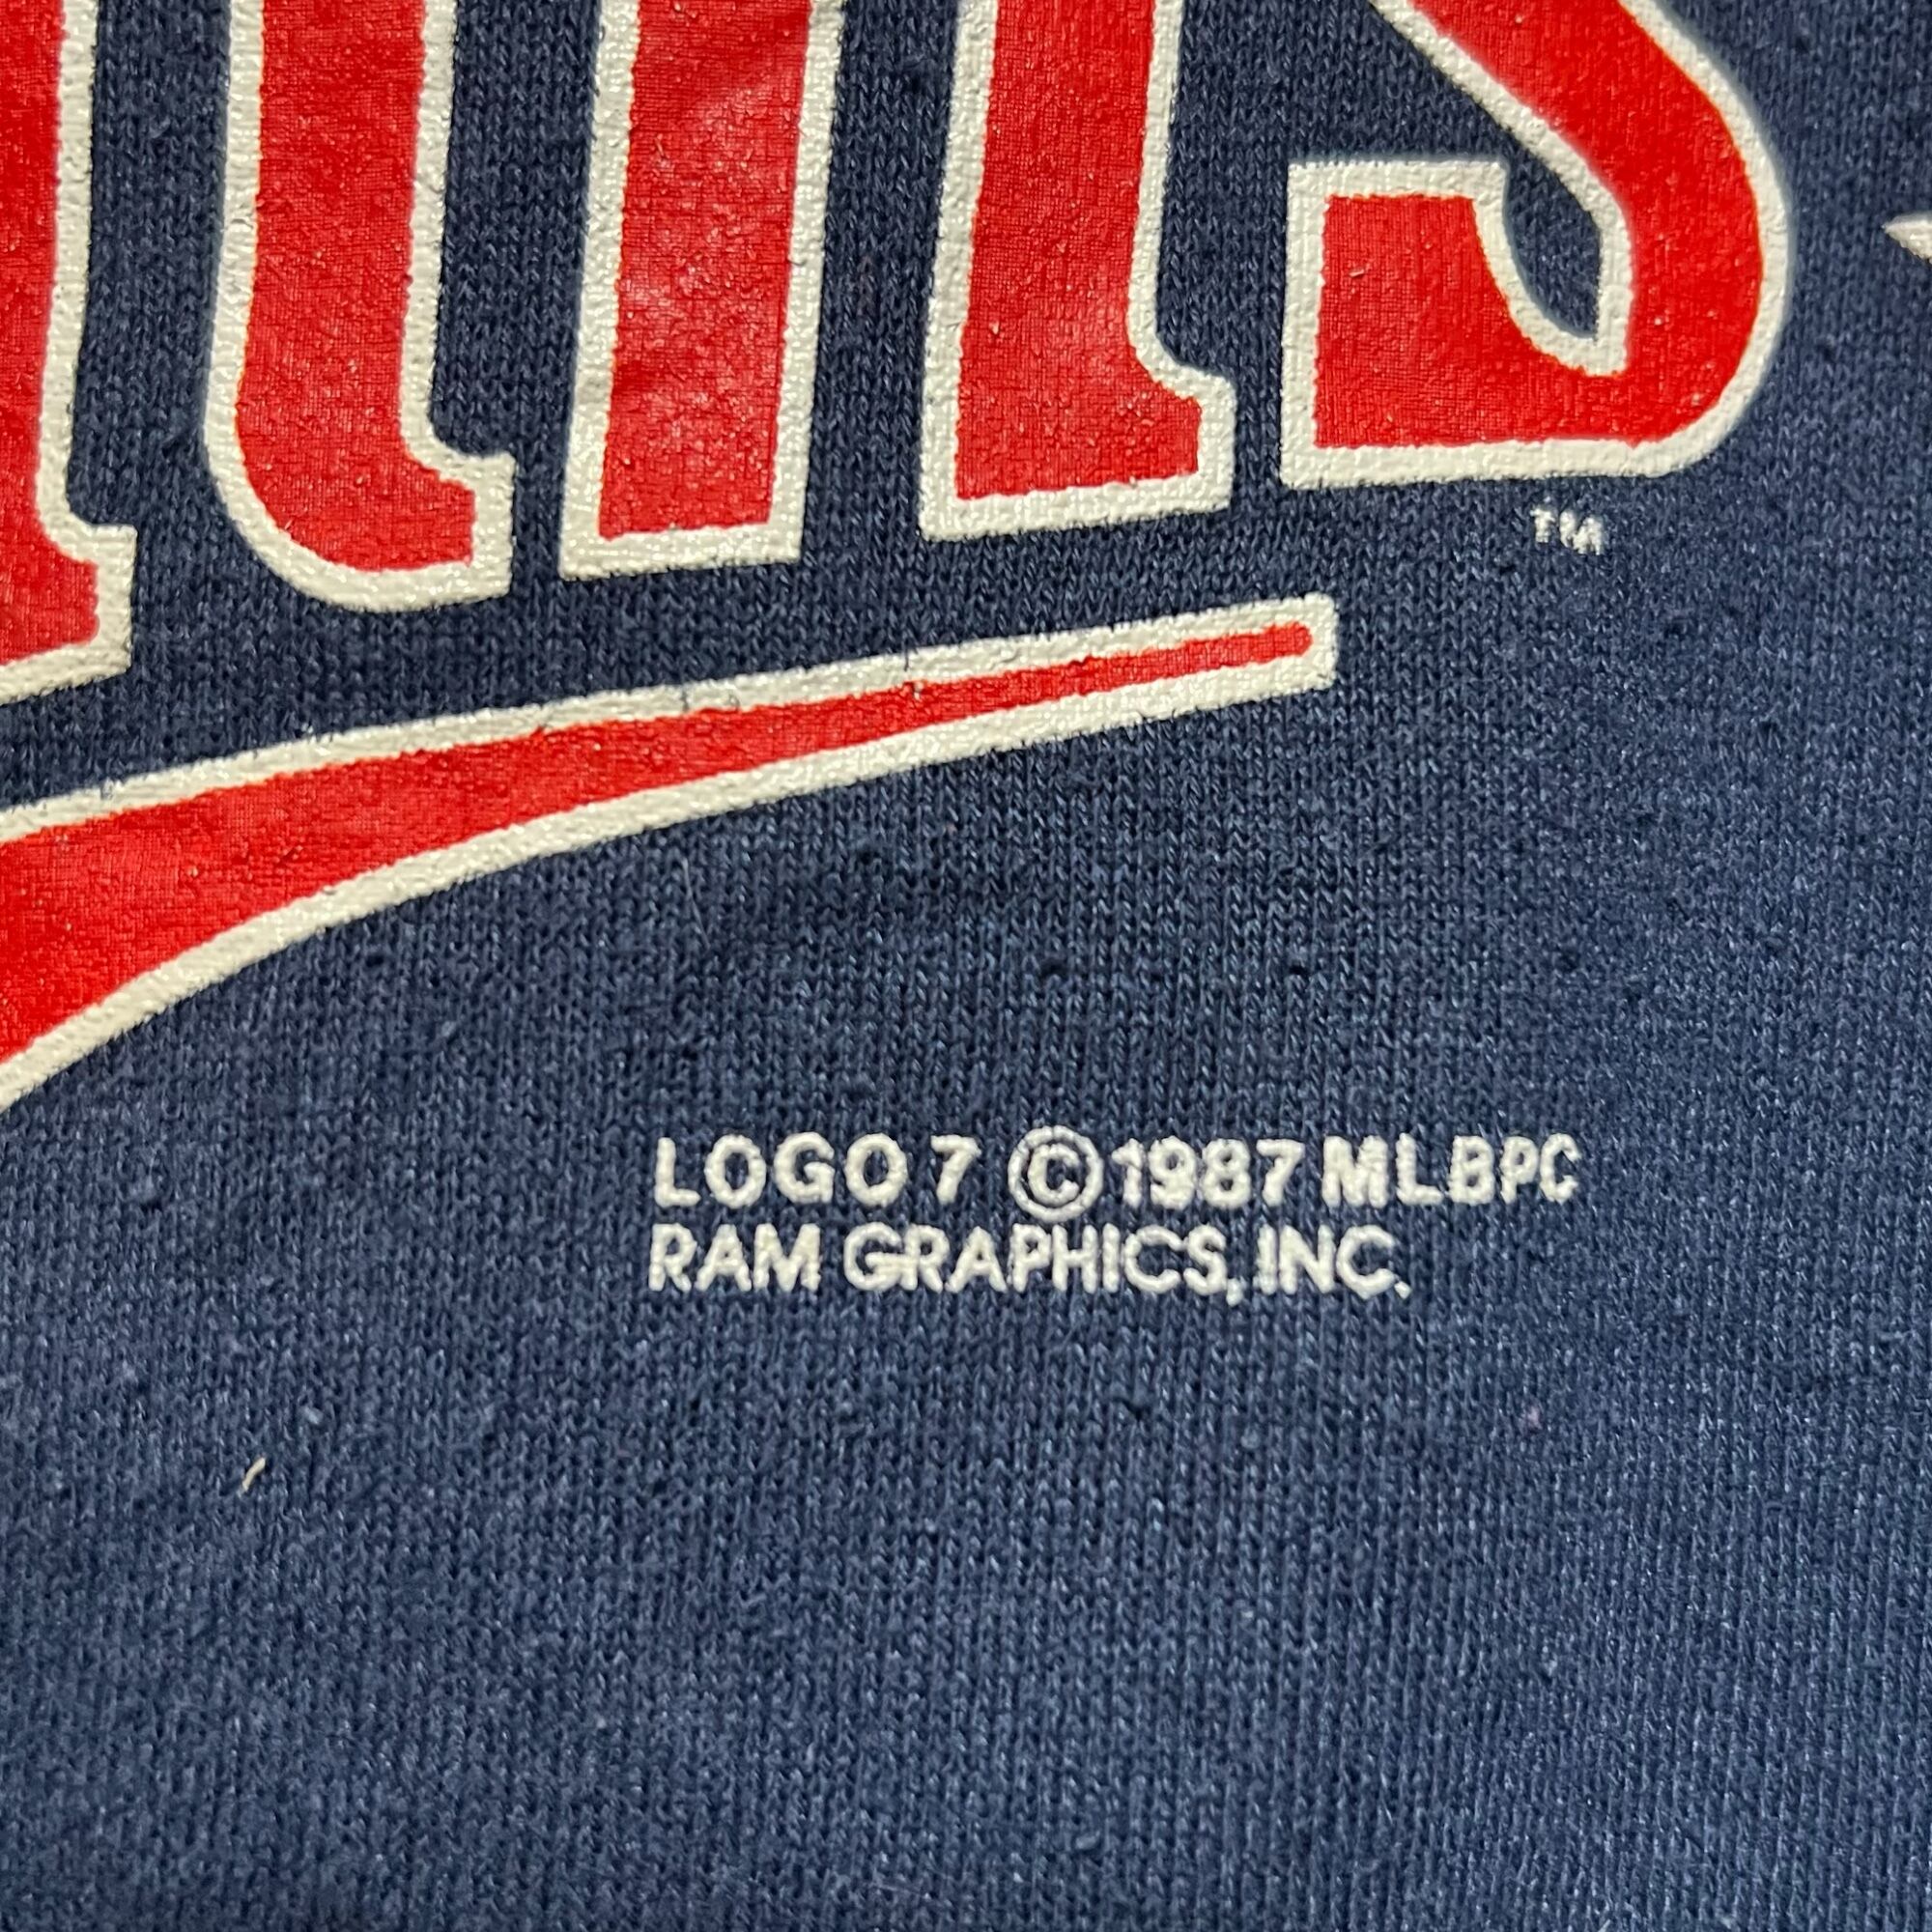 TM
LOGO 7 ©1987 MLBPC
RAM GRAPHICS, INC.